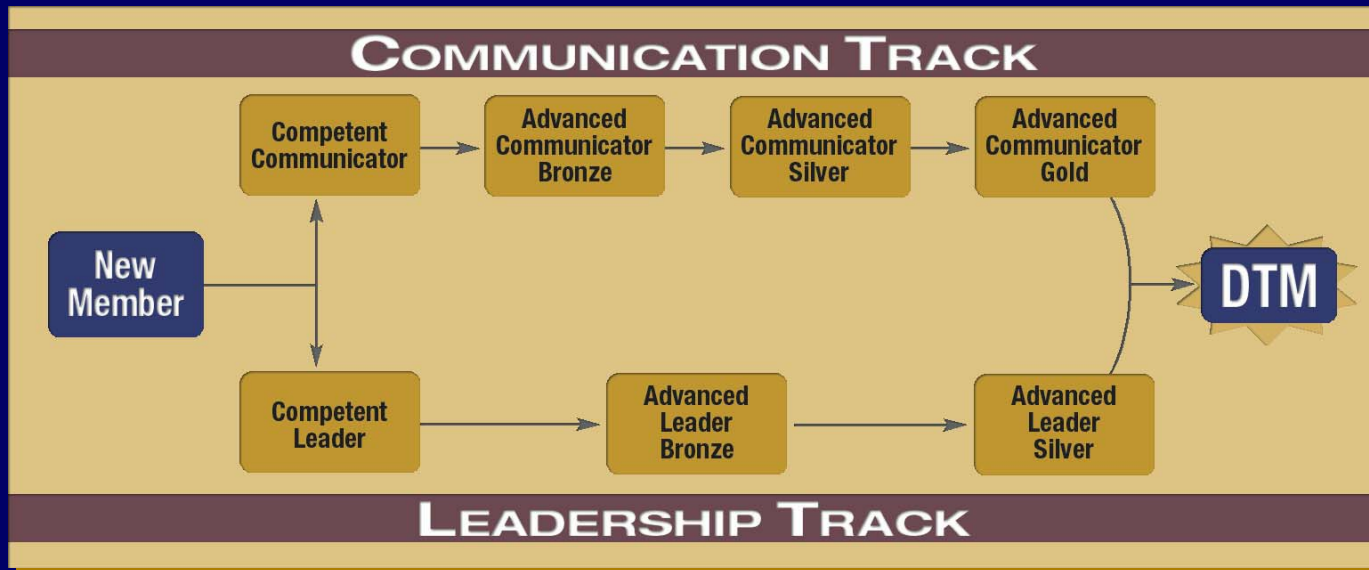 COMMUNICATION TRACK
Competent
Communicator
Advanced
Communicator
Bronze
Advanced
Communicator
Silver
Advanced
Communicator
Gold
New
Member
DTM
Competent
Leader
Advanced
Leader
Bronze
Advanced
Leader
Silver
LEADERSHIP TRACK